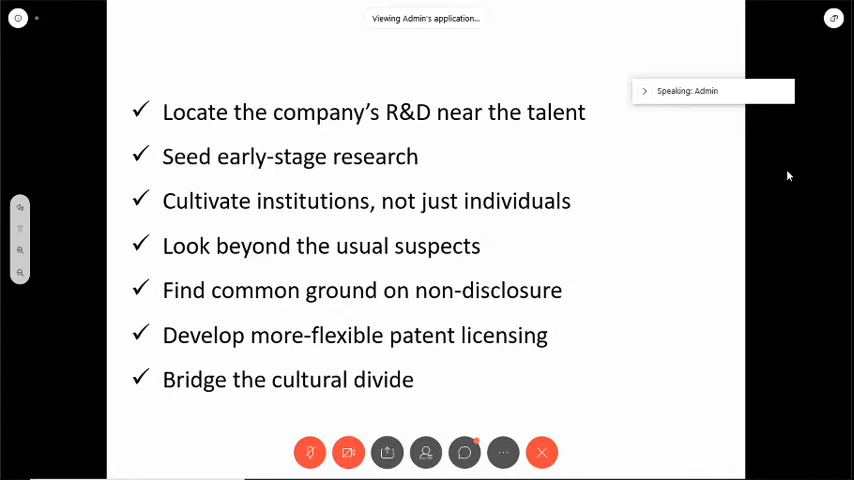 Viewing Admin's application...
Speaking: Admin
✓ Locate the company's R&D near the talent
✓ Seed early-stage research
✓ Cultivate institutions, not just individuals
✓ Look beyond the usual suspects
✓ Find common ground on non-disclosure
✓ Develop more-flexible patent licensing
✓ Bridge the cultural divide